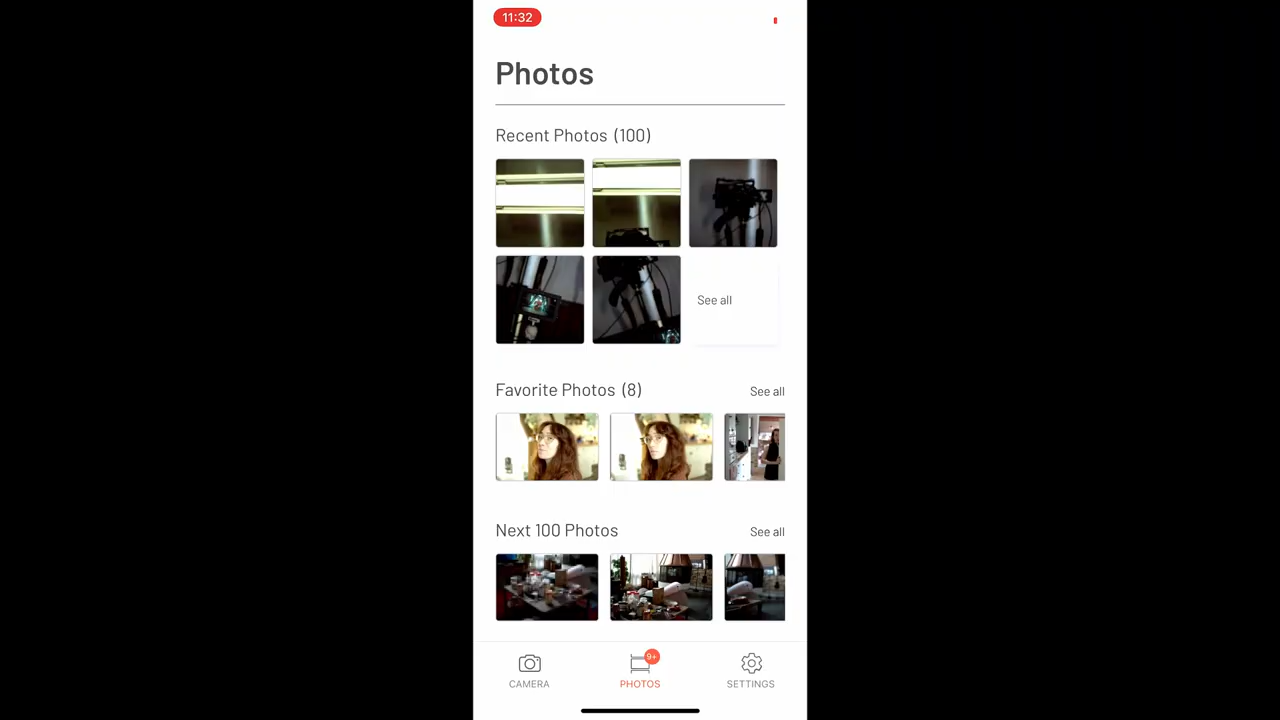 11:32
Photos
Recent Photos (100)
See all
Favorite Photos (8)
See all
Next 100 Photos
See all
9+
CAMERA
PHOTOS
SETTINGS